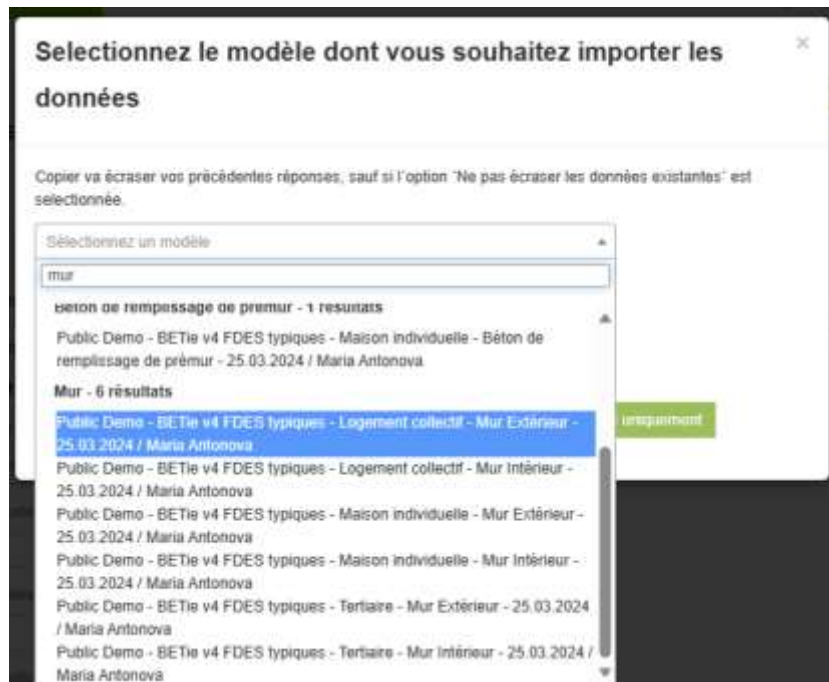 Selectionnez le modèle dont vous souhaitez importer les
données
×
Copier va écraser vos précédentes réponses, sauf si l'option "Ne pas écraser les données existantes" est
selectionnée.
Sélectionnez un modèle
mur
Béton de remplissage de prémur - 1 résultats
Public Demo - BETie v4 FDES typiques - Maison individuelle - Béton de
remplissage de prémur - 25.03.2024 / Maria Antonova
Mur - 6 résultats
Public Demo - BETie v4 FDES typiques - Logement collectif - Mur Extérieur -
25.03.2024 / Maria Antonova
uniquement
Public Demo - BETie v4 FDES typiques - Logement collectif - Mur Intérieur -
25.03.2024 / Maria Antonova
Public Demo - BETie v4 FDES typiques - Maison individuelle - Mur Extérieur -
25.03.2024 / Maria Antonova
Public Demo - BETie v4 FDES typiques - Maison individuelle - Mur Intérieur -
25.03.2024 / Maria Antonova
Public Demo - BETie v4 FDES typiques - Tertiaire - Mur Extérieur - 25.03.2024
/ Maria Antonova
Public Demo - BETie v4 FDES typiques - Tertiaire - Mur Intérieur - 25.03.2024 /
Maria Antonova